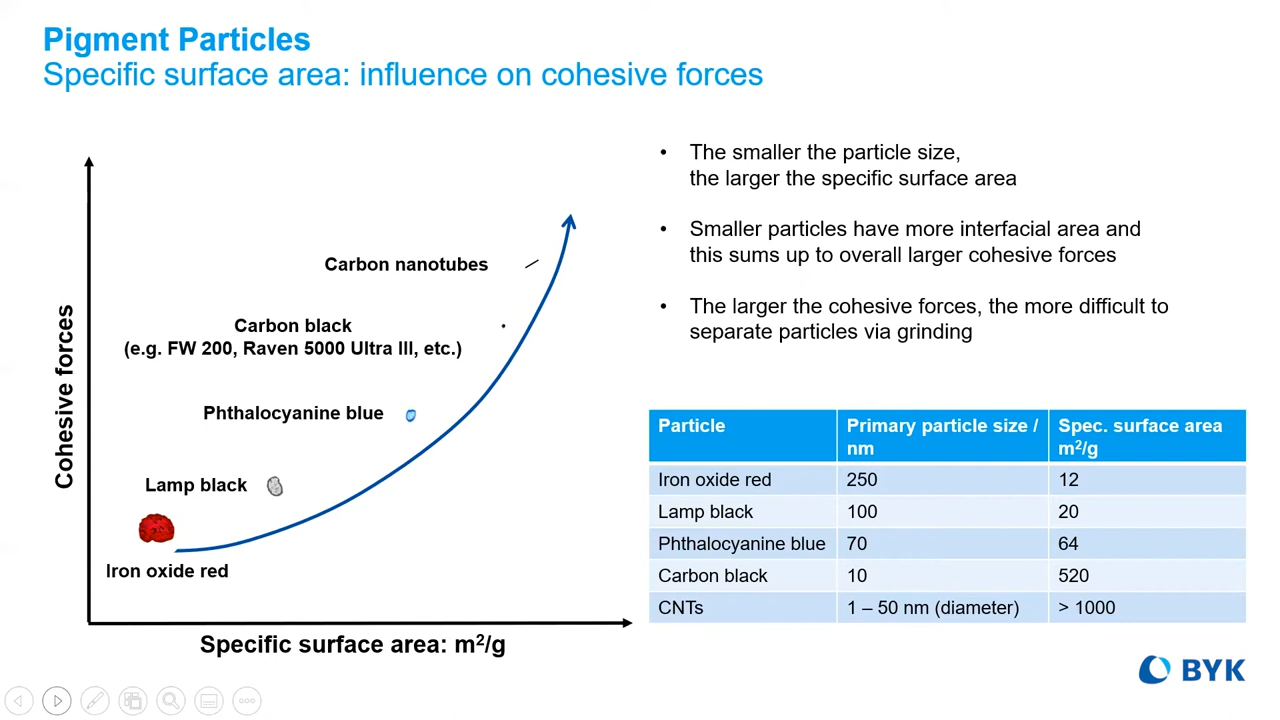 Pigment Particles
Specific surface area: influence on cohesive forces
Cohesive forces
Carbon nanotubes
Carbon black
(e.g. FW 200, Raven 5000 Ultra III, etc.)
Phthalocyanine blue
Lamp black
Iron oxide red
Specific surface area: m²/g
• The smaller the particle size,
the larger the specific surface area
• Smaller particles have more interfacial area and
this sums up to overall larger cohesive forces
• The larger the cohesive forces, the more difficult to
separate particles via grinding
Particle Primary particle size / nm Spec. surface area m²/g
Iron oxide red 250 12
Lamp black 100 20
Phthalocyanine blue 70 64
Carbon black 10 520
CNTs 1 – 50 nm (diameter) > 1000
BYK